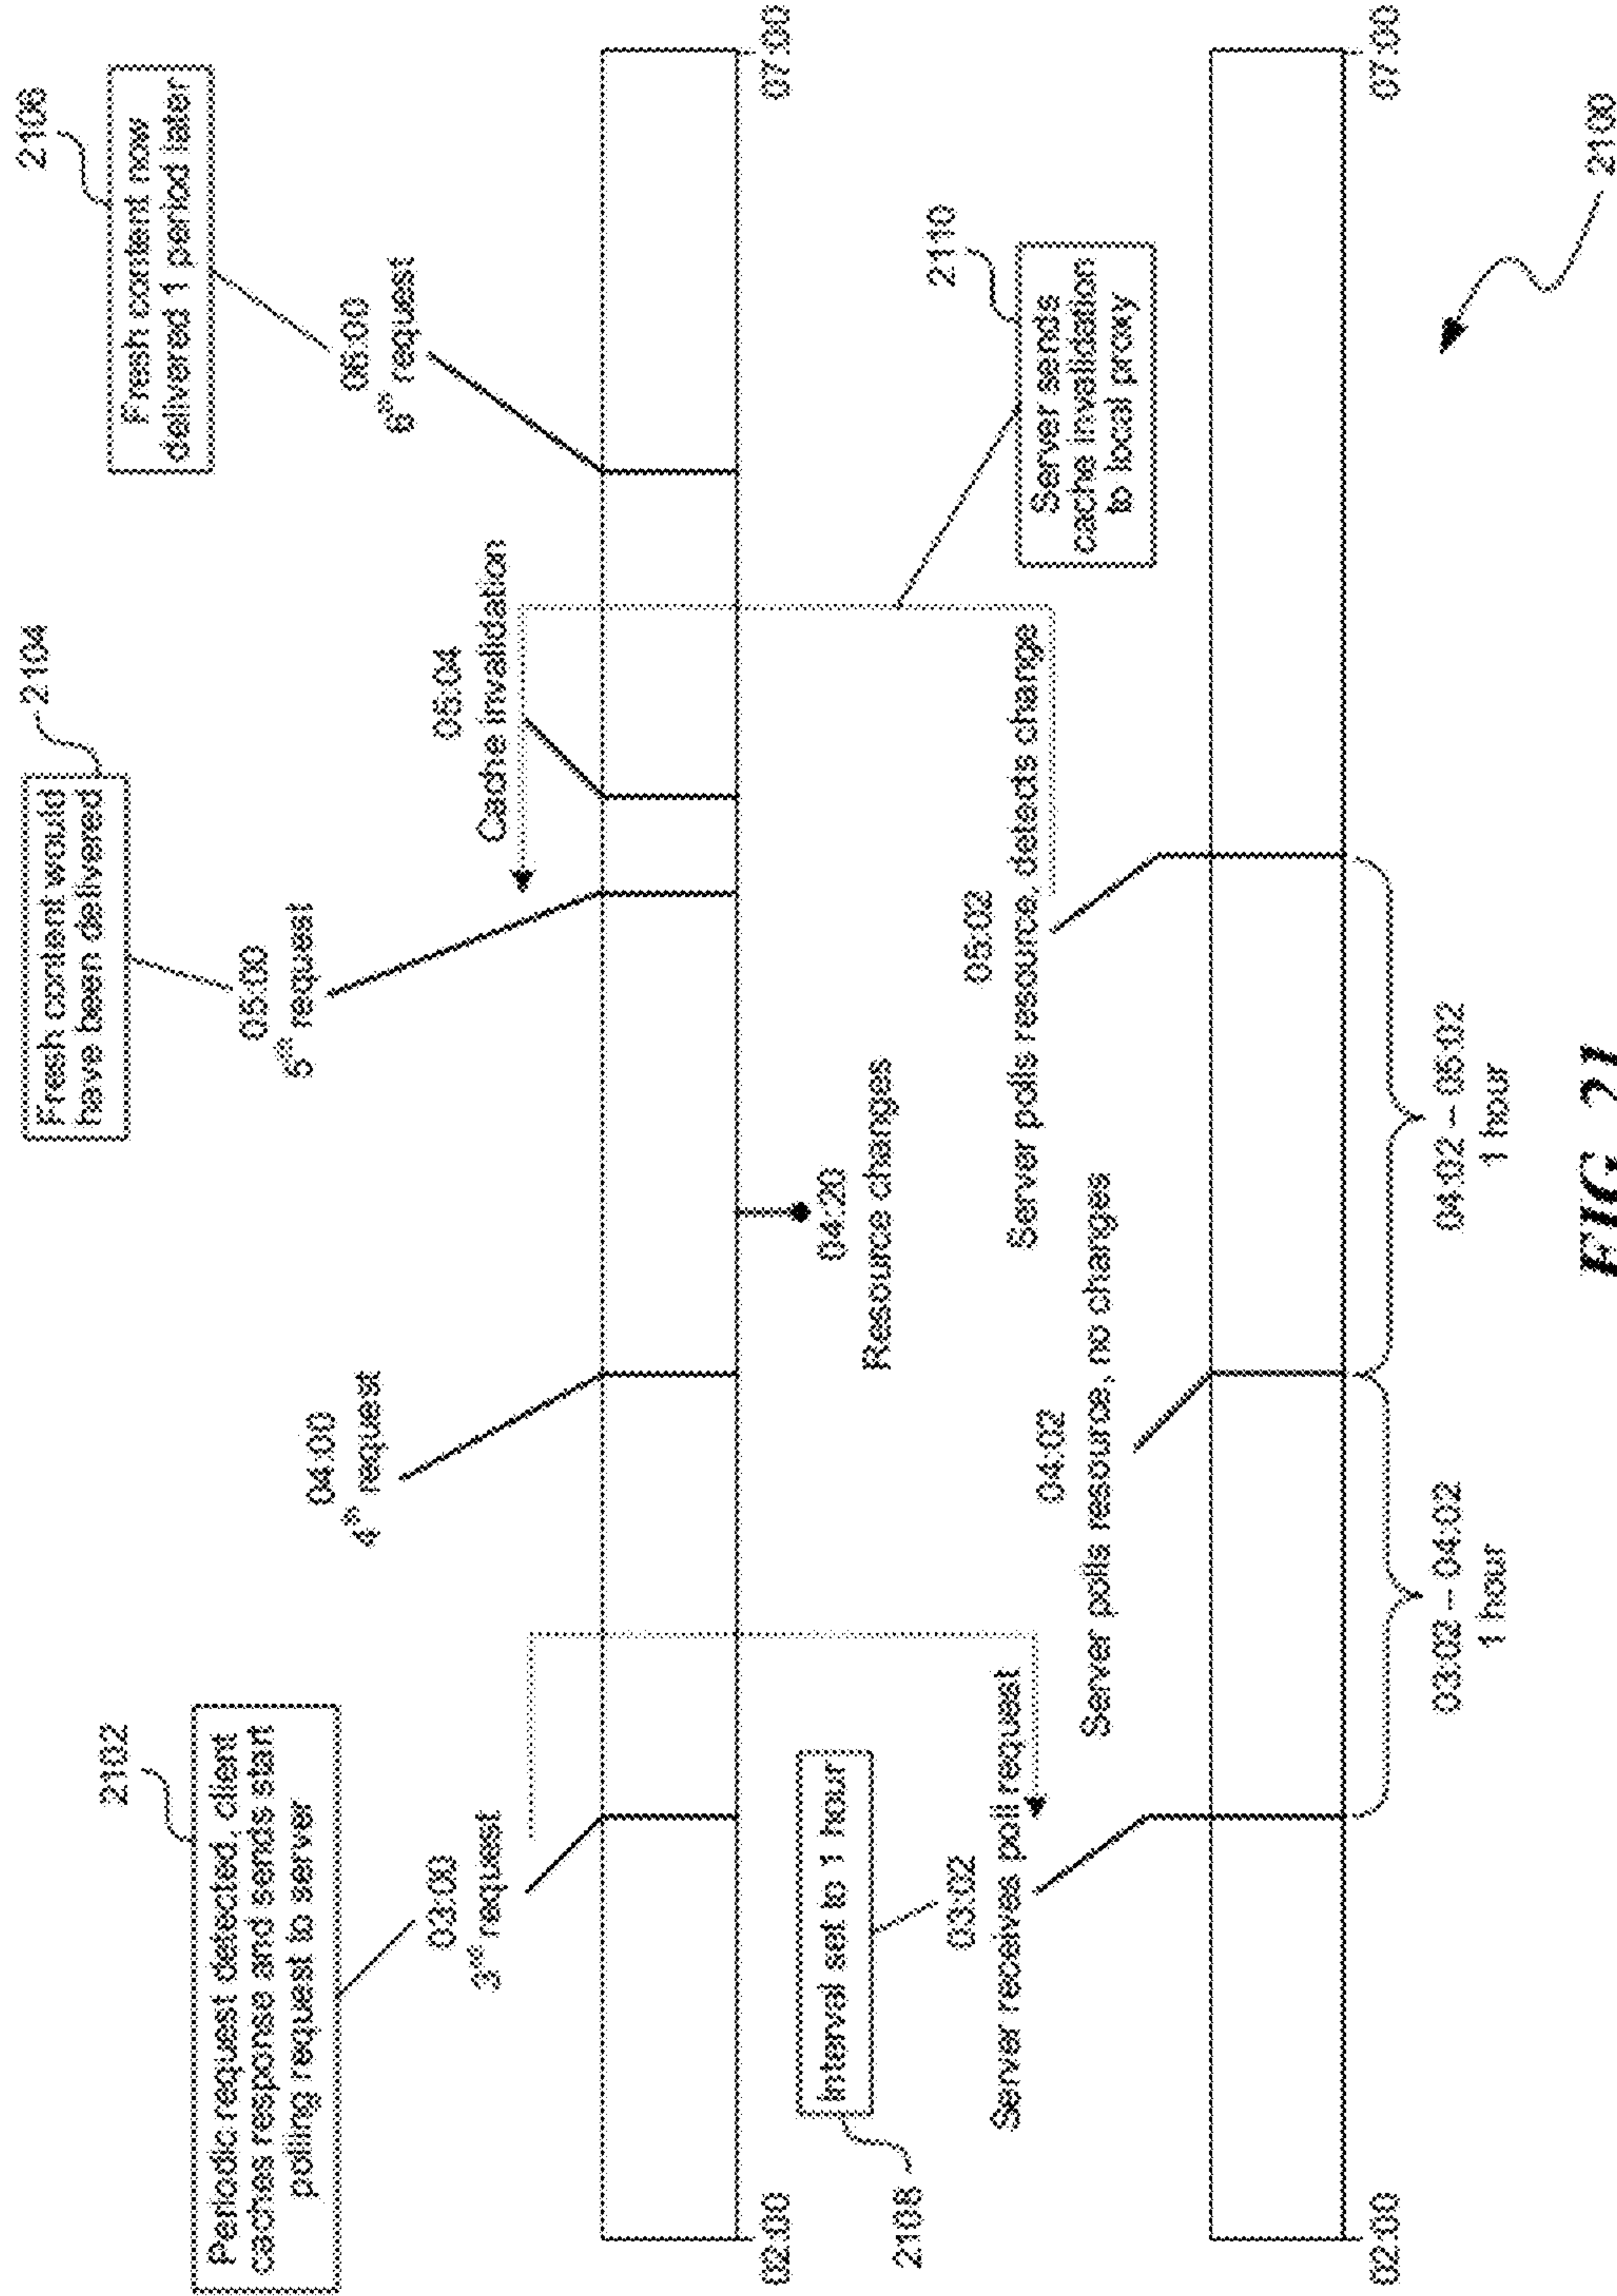 2102
Periodic request detected, client
caches response and sends start
polling request to server
03:00
3rd request
04:00
4th request
2104
Fresh content would
have been delivered
05:00
5th request
05:04
Cache invalidation
2106
Fresh content now
delivered 1 period later
06:00
6th request
02:00
07:00
04:20
Resource changes
2108
Interval set to 1 hour
03:02
Server receives poll request
04:02
Server polls resource, no changes
05:02
Server polls resource, detects change
2110
Server sends
cache invalidation
to local proxy
02:00
07:00
03:02 – 04:02
1 hour
04:02 – 05:02
1 hour
2100
FIG. 21